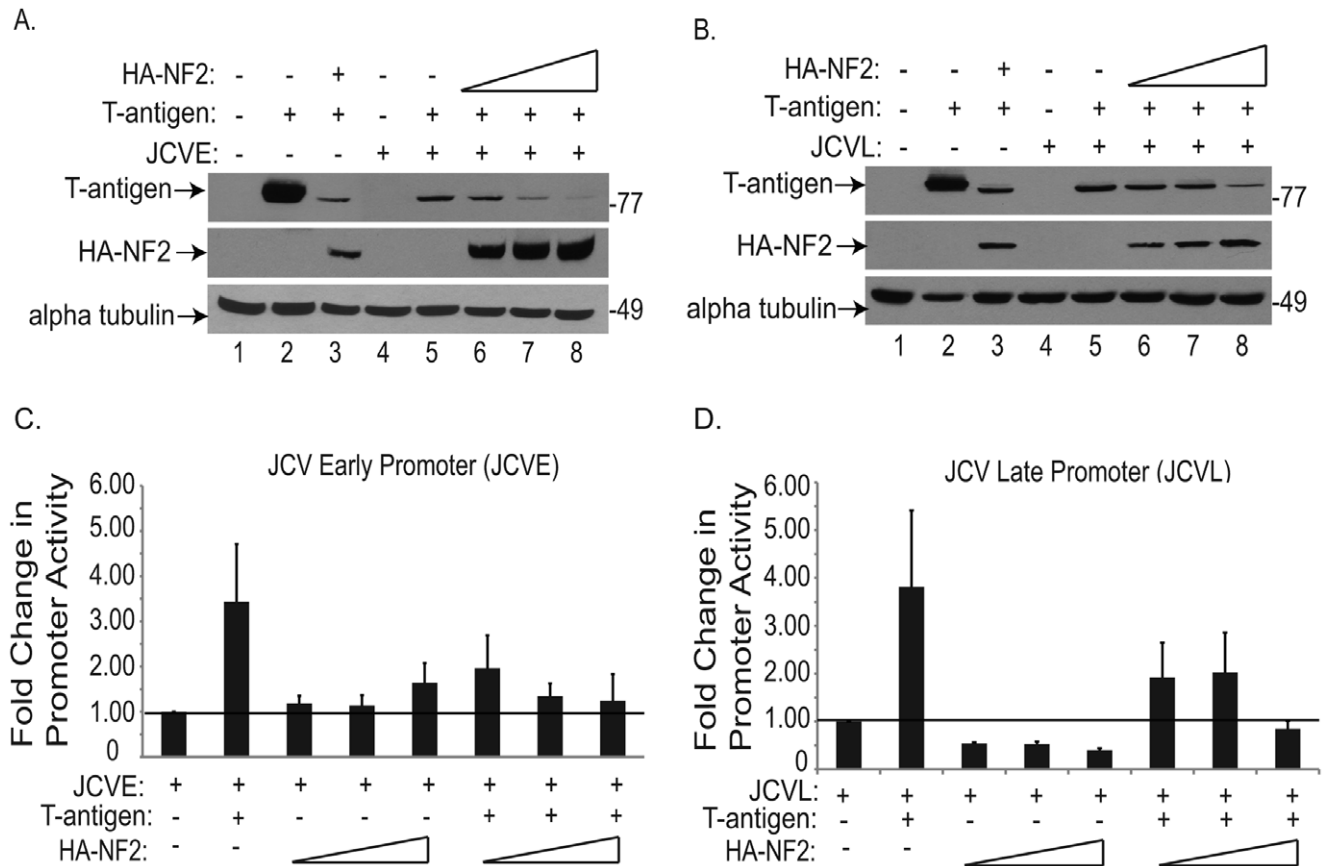 A.
HA-NF2: - - + - -
T-antigen: - + + - + + + +
JCVE: - - - + + + + +
T-antigen
-77
HA-NF2
alpha tubulin
-49
1 2 3 4 5 6 7 8
B.
HA-NF2: - - + - -
T-antigen: - + + - + + + +
JCVL: - - - + + + + +
T-antigen
-77
HA-NF2
alpha tubulin
-49
1 2 3 4 5 6 7 8
C.
JCV Early Promoter (JCVE)
Fold Change in
Promoter Activity
6.00
5.00
4.00
3.00
2.00
1.00
0
JCVE: + + + + + + + +
T-antigen: - + - - - + + +
HA-NF2: - -
D.
JCV Late Promoter (JCVL)
Fold Change in
Promoter Activity
6.00
5.00
4.00
3.00
2.00
1.00
0
JCVL: + + + + + + + +
T-antigen: - + - - - + + +
HA-NF2: - -